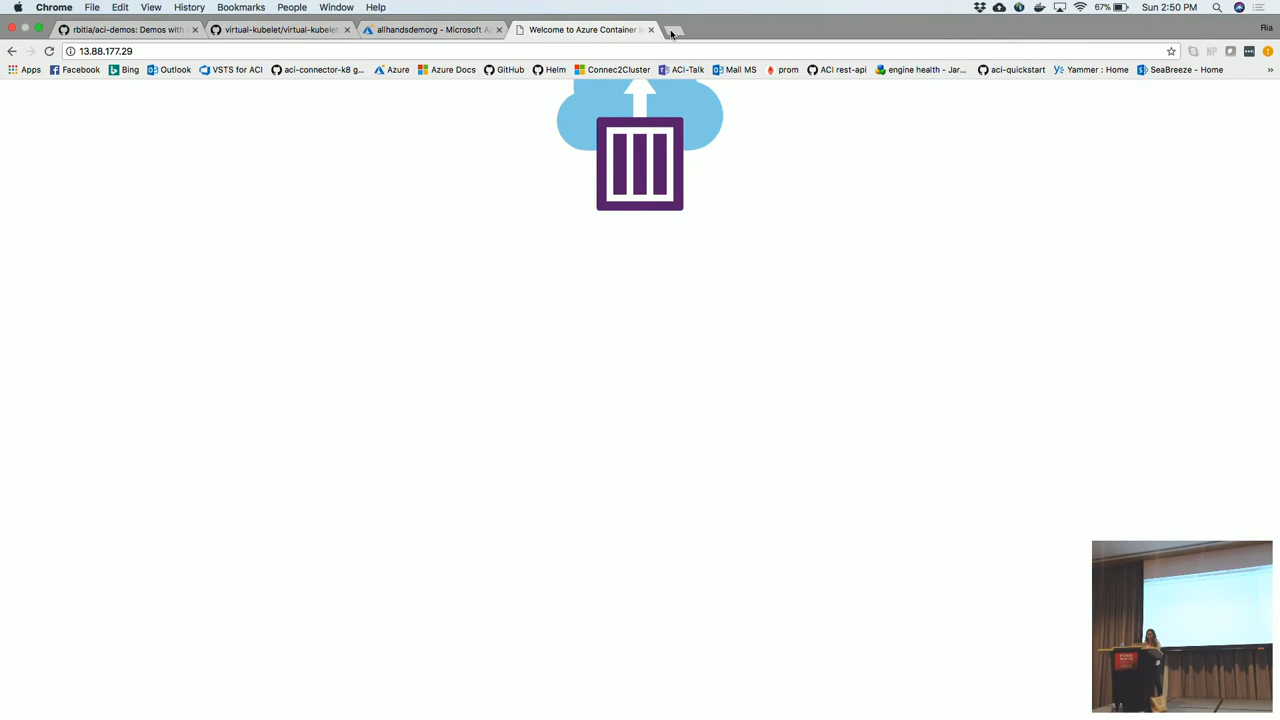 Chrome File Edit View History Bookmarks People Window Help 67% Sun 2:50 PM
rbitia/aci-demos: Demos with virtual-kubelet/virtual-kubelet allhandsdemorg - Microsoft Az Welcome to Azure Container I Ria
13.88.177.29
Apps Facebook Bing Outlook VSTS for ACI aci-connector-k8 g... Azure Azure Docs GitHub Helm Connec2Cluster ACI-Talk Mail MS prom ACI rest-api engine health - Jar... aci-quickstart Yammer : Home SeaBreeze - Home »